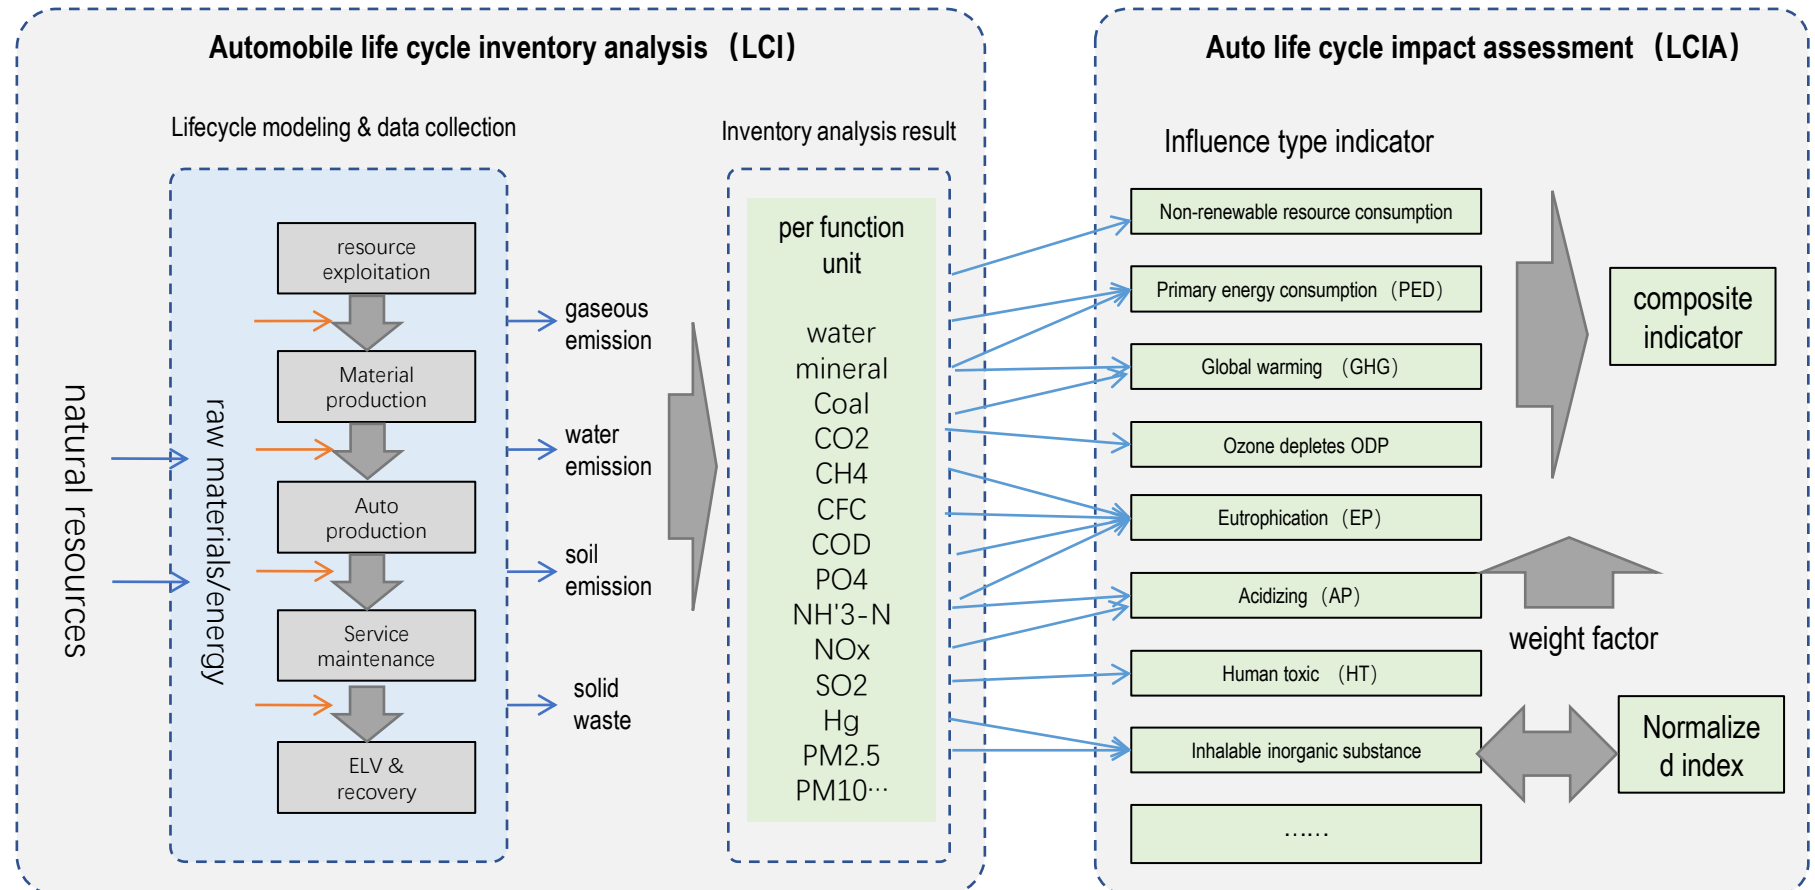 Automobile life cycle inventory analysis（LCI）
Lifecycle modeling & data collection
Inventory analysis result
natural resources
raw materials/energy
resource
exploitation
Material
production
Auto
production
Service
maintenance
ELV &
recovery
gaseous
emission
water
emission
soil
emission
solid
waste
per function
unit
water
mineral
Coal
CO2
CH4
CFC
COD
PO4
NH'3-N
NOx
SO2
Hg
PM2.5
PM10…
Auto life cycle impact assessment（LCIA）
Influence type indicator
Non-renewable resource consumption
Primary energy consumption（PED）
Global warming（GHG）
Ozone depletes ODP
Eutrophication（EP）
Acidizing（AP）
Human toxic（HT）
Inhalable inorganic substance
……
composite
indicator
weight factor
Normalize
d index